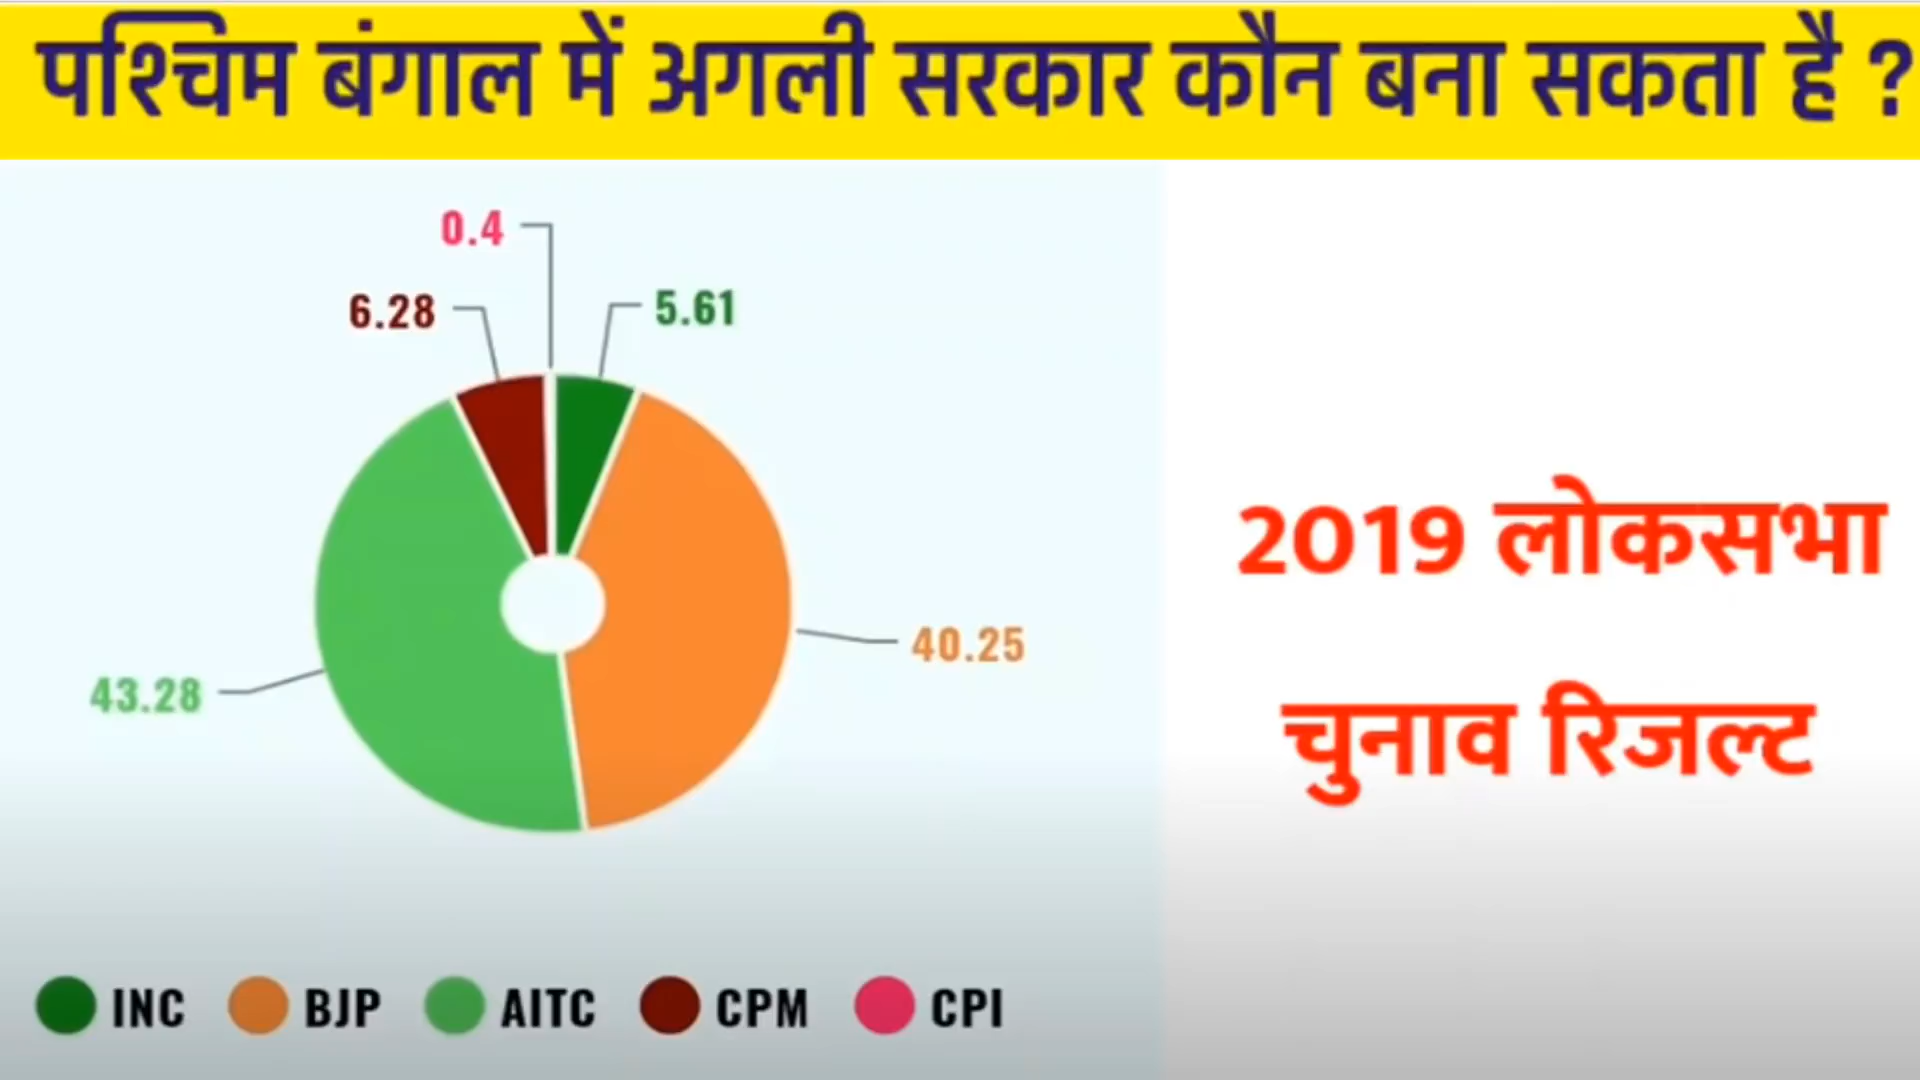 पश्चिम बंगाल में अगली सरकार कौन बना सकता है ?
0.4
6.28
5.61
40.25
43.28
2019 लोकसभा
चुनाव रिजल्ट
INC BJP AITC CPM CPI